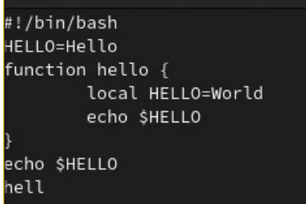 #!/bin/bash
HELLO=Hello
function hello {
        local HELLO=World
        echo $HELLO
}
echo $HELLO
hell